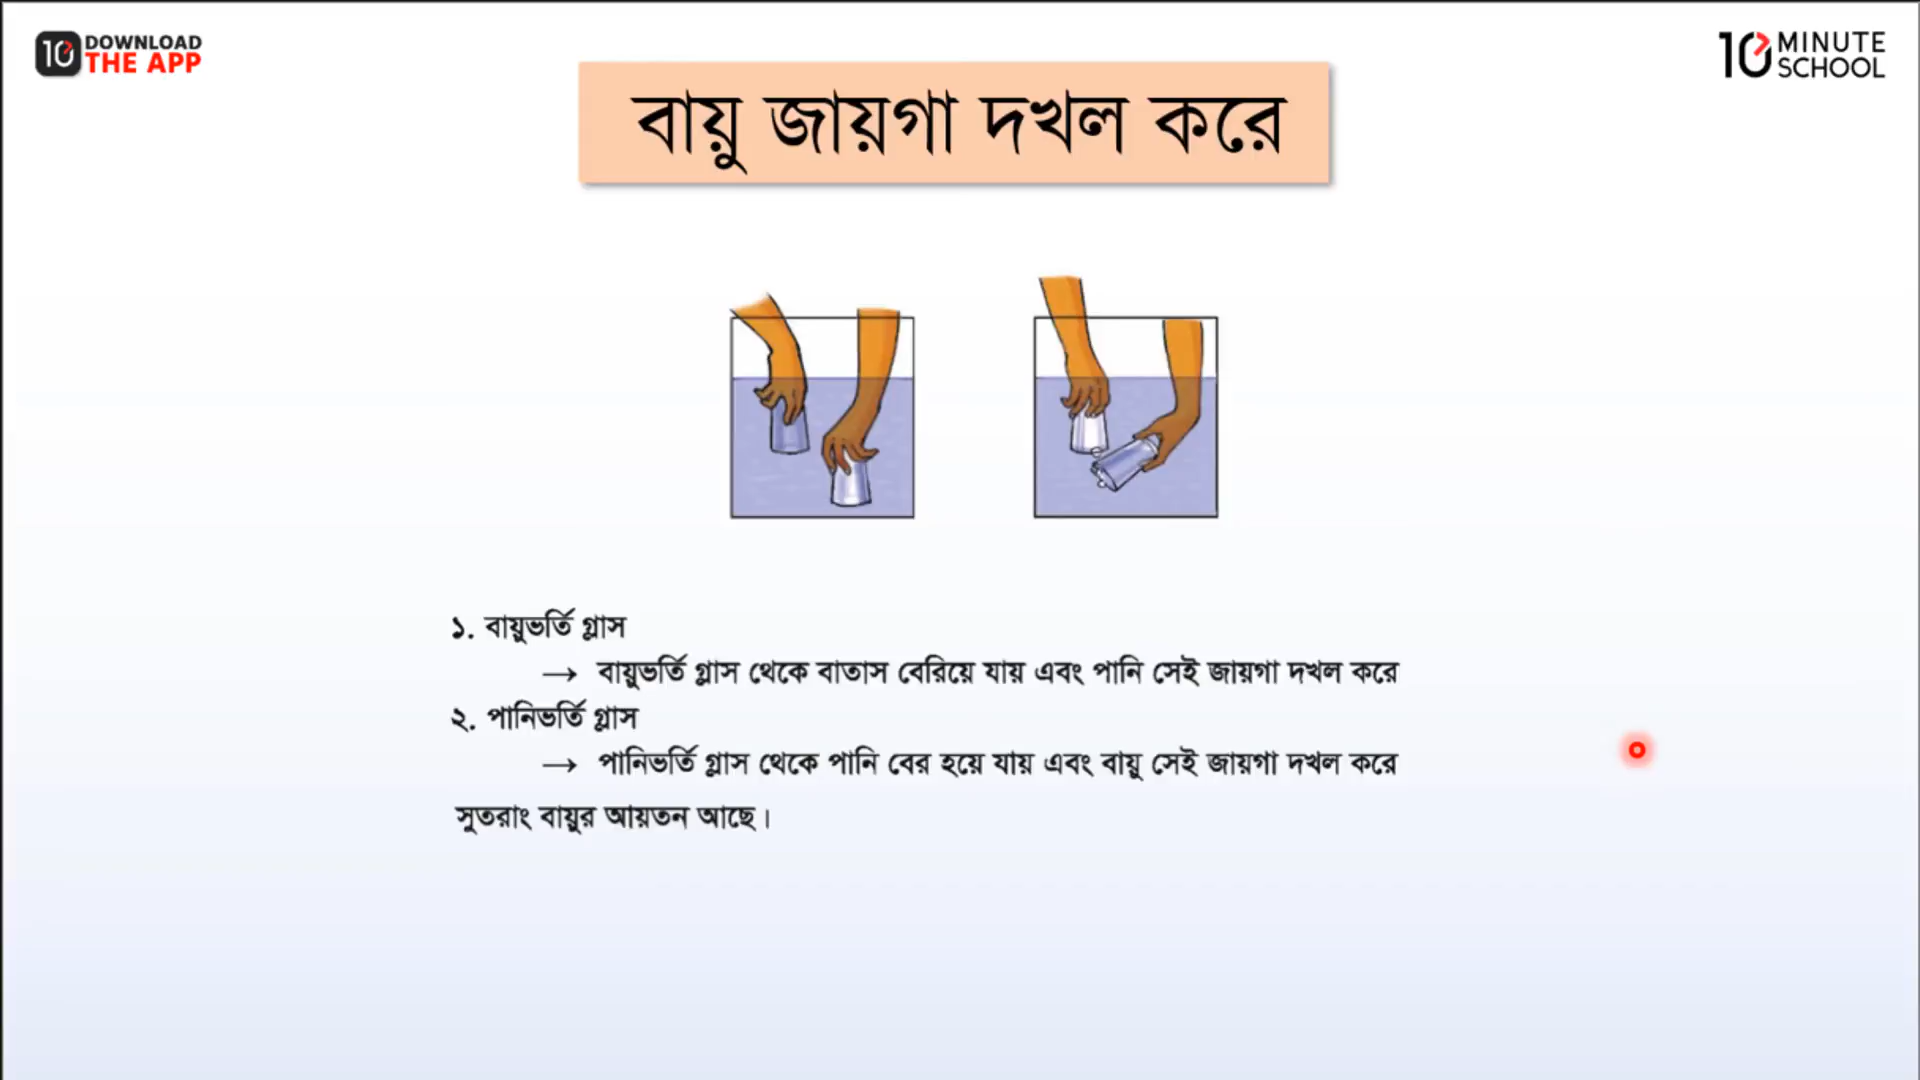 10 DOWNLOAD THE APP
10 MINUTE SCHOOL
বায়ু জায়গা দখল করে
১. বায়ুভর্তি গ্লাস
→ বায়ুভর্তি গ্লাস থেকে বাতাস বেরিয়ে যায় এবং পানি সেই জায়গা দখল করে
২. পানিভর্তি গ্লাস
→ পানিভর্তি গ্লাস থেকে পানি বের হয়ে যায় এবং বায়ু সেই জায়গা দখল করে
সুতরাং বায়ুর আয়তন আছে।